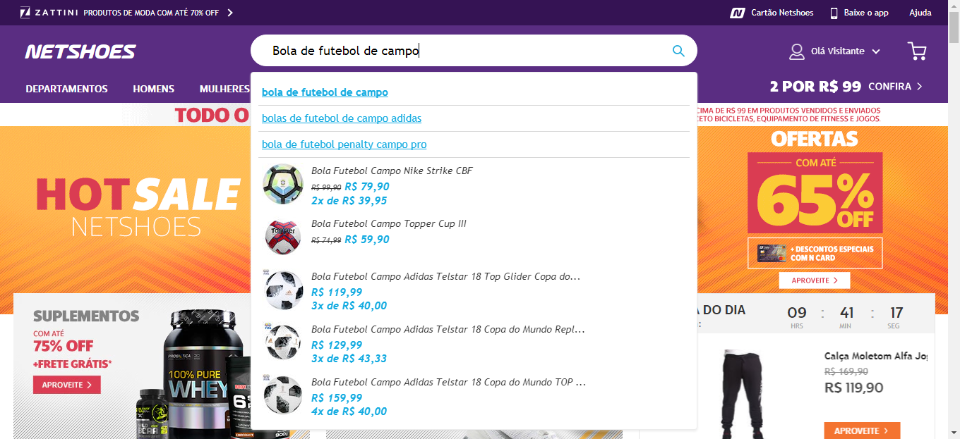 ZATTINI PRODUTOS DE MODA COM ATÉ 70% OFF
Cartão Netshoes
Baixe o app
Ajuda
NETSHOES
Bola de futebol de campo
Olá Visitante
DEPARTAMENTOS
HOMENS
MULHERES
2 POR R$ 99 CONFIRA
bola de futebol de campo
bolas de futebol de campo adidas
bola de futebol penalty campo pro
Bola Futebol Campo Nike Strike CBF
R$ 99,90 R$ 79,90
2x de R$ 39,95
Bola Futebol Campo Topper Cup III
R$ 74,99 R$ 59,90
Bola Futebol Campo Adidas Telstar 18 Top Glider Copa do...
R$ 119,99
3x de R$ 40,00
Bola Futebol Campo Adidas Telstar 18 Copa do Mundo Repl...
R$ 129,99
3x de R$ 43,33
Bola Futebol Campo Adidas Telstar 18 Copa do Mundo TOP ...
R$ 159,99
4x de R$ 40,00
TODO O
CIMA DE R$ 99 EM PRODUTOS VENDIDOS E ENVIADOS
ETO BICICLETAS, EQUIPAMENTO DE FITNESS E JOGOS.
HOT SALE
NETSHOES
OFERTAS
COM ATÉ
65% OFF
+ DESCONTOS ESPECIAIS
COM N CARD
APROVEITE
SUPLEMENTOS
COM ATÉ
75% OFF
+FRETE GRÁTIS*
APROVEITE
100% PURE
WHEY
A DO DIA
:
09 : 41 : 17
HRS MIN SEG
Calça Moletom Alfa Jog
R$ 169,90
R$ 119,90
APROVEITE